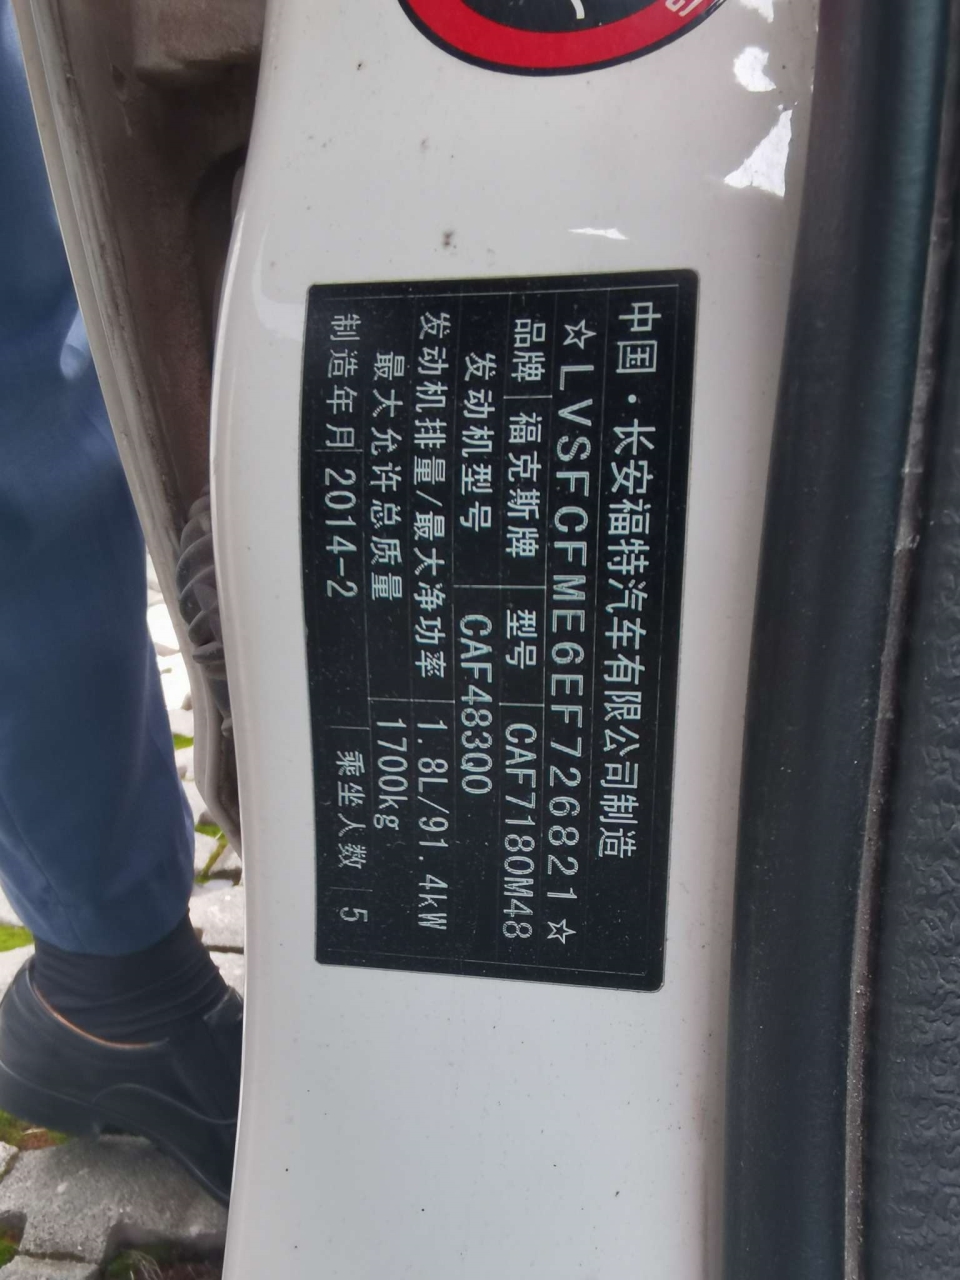 中国·长安福特汽车有限公司制造
☆LVSFCFME6EF726821☆
品牌 福克斯牌 型号 CAF7180M48
发动机型号 CAF483Q0
发动机排量/最大净功率 1.8L/91.4kW
最大允许总质量 1700kg
制造年月 2014-2 乘坐人数 5